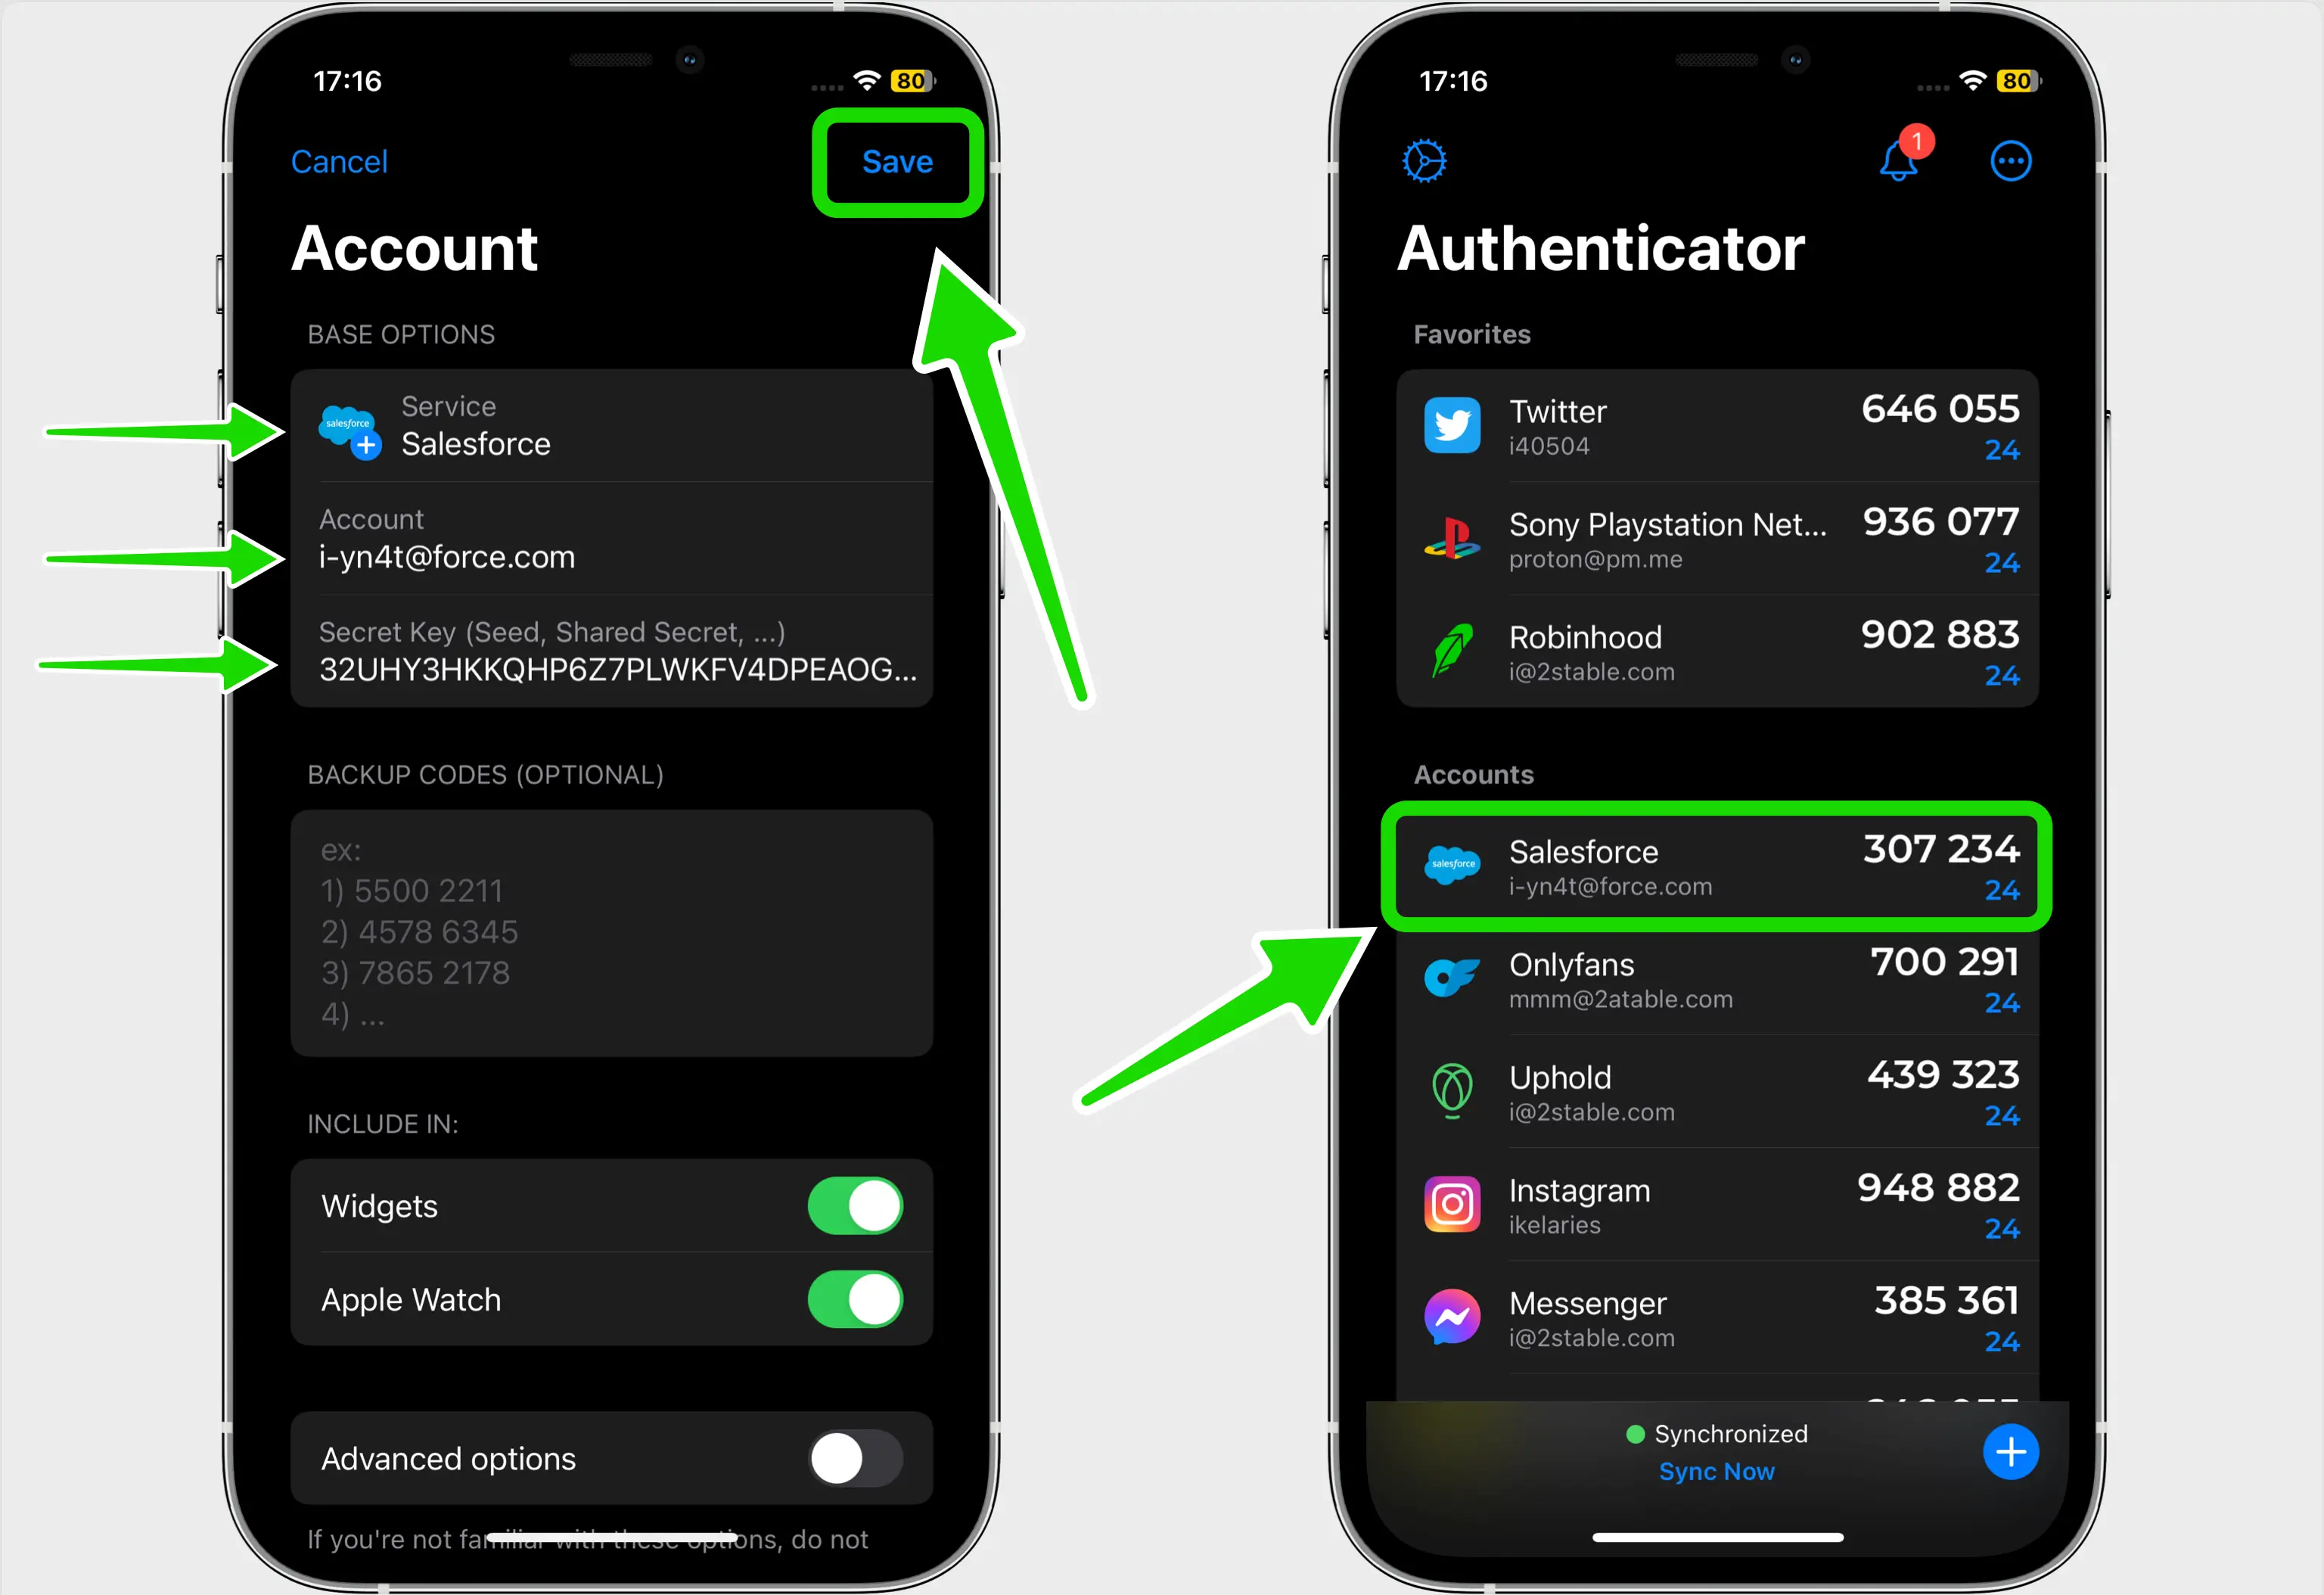 17:16
80
Cancel
Save
Account
BASE OPTIONS
salesforce
Service
Salesforce
Account
i-yn4t@force.com
Secret Key (Seed, Shared Secret, ...)
32UHY3HKKQHP6Z7PLWKFV4DPEAOG...
BACKUP CODES (OPTIONAL)
ex:
1) 5500 2211
2) 4578 6345
3) 7865 2178
4) ...
INCLUDE IN:
Widgets
Apple Watch
Advanced options
If you're not familiar with these options, do not
17:16
80
1
Authenticator
Favorites
Twitter
646 055
i40504
24
Sony Playstation Net...
936 077
proton@pm.me
24
Robinhood
902 883
i@2stable.com
24
Accounts
salesforce
Salesforce
307 234
i-yn4t@force.com
24
Onlyfans
700 291
mmm@2atable.com
24
Uphold
439 323
i@2stable.com
24
Instagram
948 882
ikelaries
24
Messenger
385 361
i@2stable.com
24
Synchronized
Sync Now